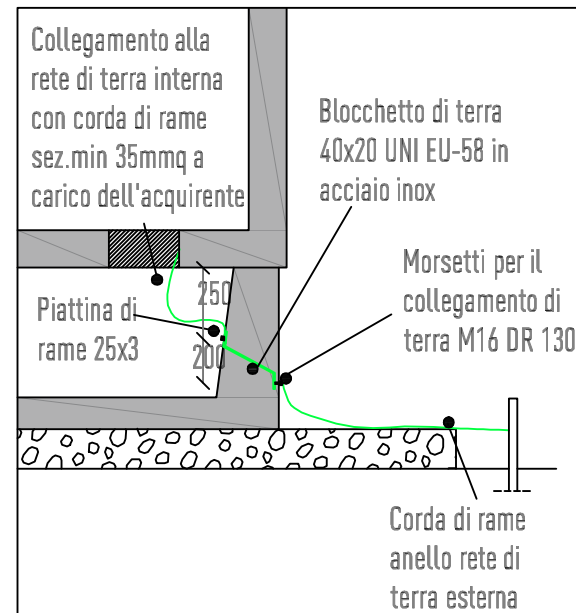 Collegamento alla
rete di terra interna
con corda di rame
sez.min 35mmq a
carico dell'acquirente
Blocchetto di terra
40x20 UNI EU-58 in
acciaio inox
Morsetti per il
collegamento di
terra M16 DR 130
250
Piattina di
rame 25x3
200
Corda di rame
anello rete di
terra esterna